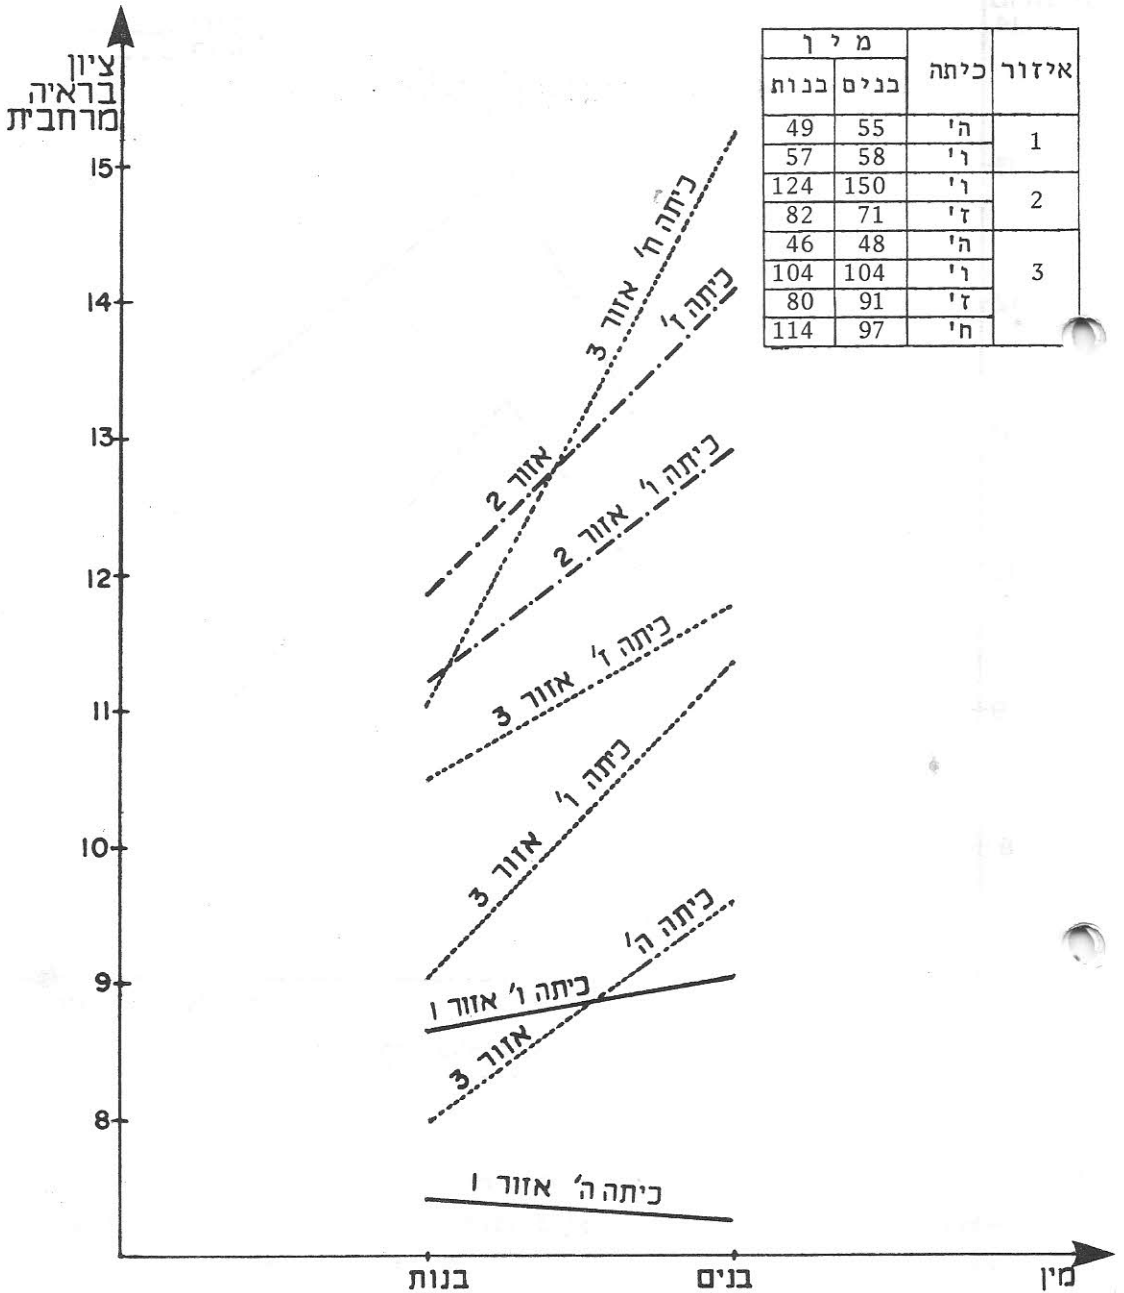 ציון
בראיה
מרחבית
15
14
13
12
11
10
9
8
איזור כיתה מ י ן
בנים בנות
1 ה' 55 49
ו' 58 57
2 ו' 150 124
ז' 71 82
3 ה' 48 46
ו' 104 104
ז' 91 80
ח' 97 114
כיתה ח' אזור 3
כיתה ז' אזור 2
כיתה ו' אזור 2
כיתה ז' אזור 3
כיתה ו' אזור 3
כיתה ה' אזור 3
כיתה ו' אזור 1
כיתה ה' אזור 1
בנות בנים מין